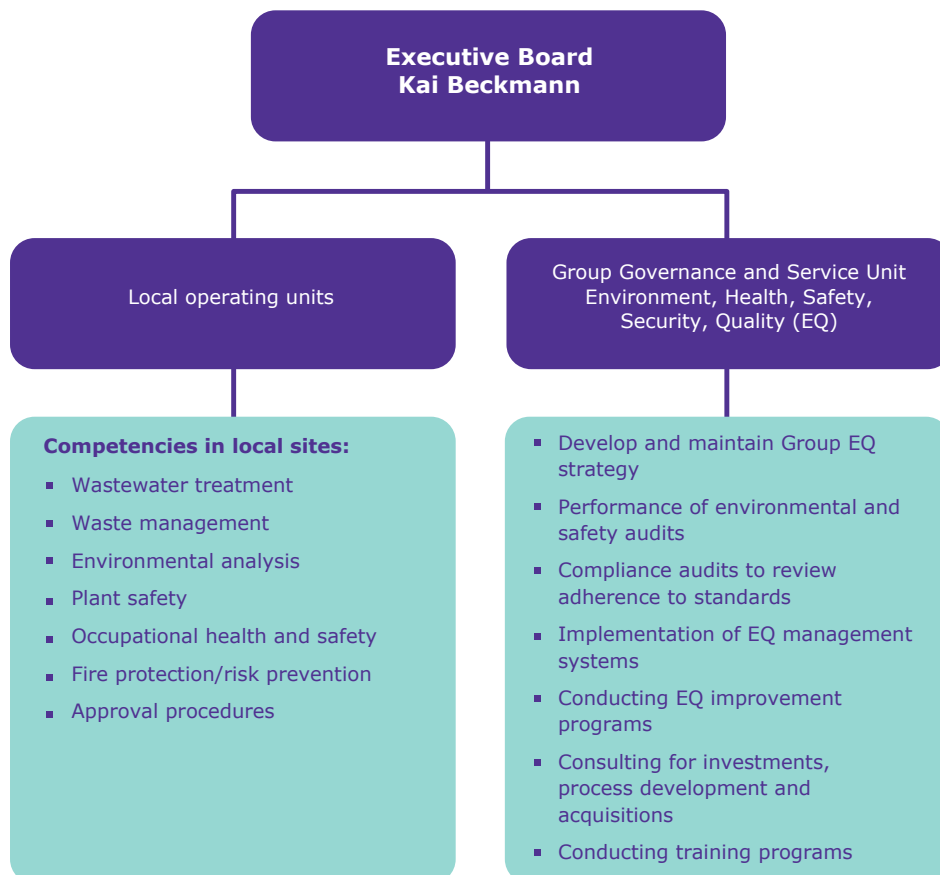 Executive Board
Kai Beckmann
Local operating units
Group Governance and Service Unit
Environment, Health, Safety,
Security, Quality (EQ)
Competencies in local sites:
▪ Wastewater treatment
▪ Waste management
▪ Environmental analysis
▪ Plant safety
▪ Occupational health and safety
▪ Fire protection/risk prevention
▪ Approval procedures
▪ Develop and maintain Group EQ
strategy
▪ Performance of environmental and
safety audits
▪ Compliance audits to review
adherence to standards
▪ Implementation of EQ management
systems
▪ Conducting EQ improvement
programs
▪ Consulting for investments,
process development and
acquisitions
▪ Conducting training programs